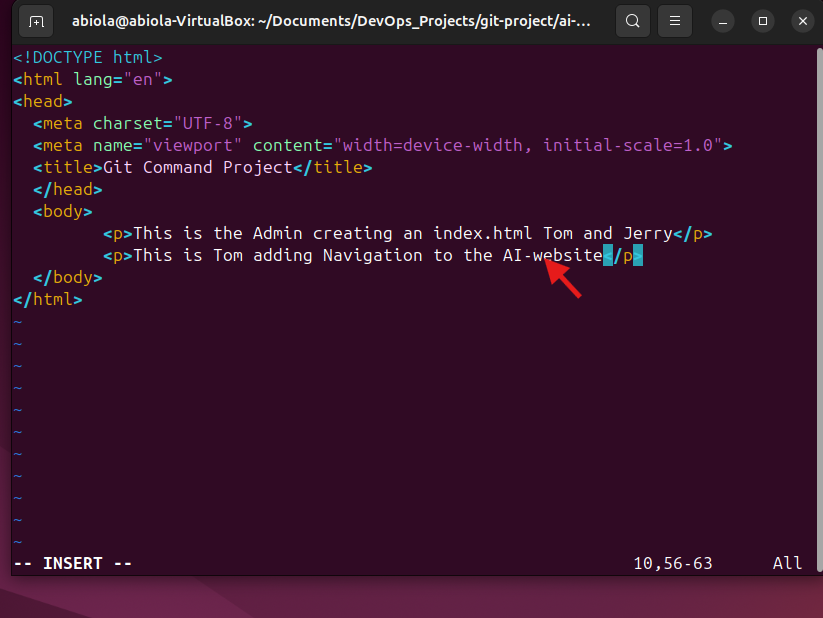 abiola@abiola-VirtualBox: ~/Documents/DevOps_Projects/git-project/ai-...
<!DOCTYPE html>
<html lang="en">
<head>
  <meta charset="UTF-8">
  <meta name="viewport" content="width=device-width, initial-scale=1.0">
  <title>Git Command Project</title>
  </head>
  <body>
         <p>This is the Admin creating an index.html Tom and Jerry</p>
         <p>This is Tom adding Navigation to the AI-website</p>
  </body>
</html>
~
~
~
~
~
~
~
~
~
~
~
-- INSERT --                                                  10,56-63      All